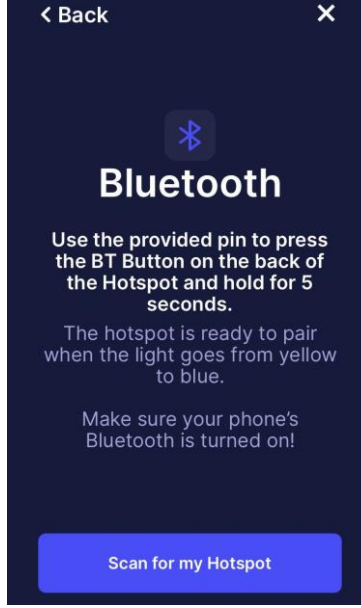 < Back
×
Bluetooth
Use the provided pin to press
the BT Button on the back of
the Hotspot and hold for 5
seconds.
The hotspot is ready to pair
when the light goes from yellow
to blue.
Make sure your phone’s
Bluetooth is turned on!
Scan for my Hotspot